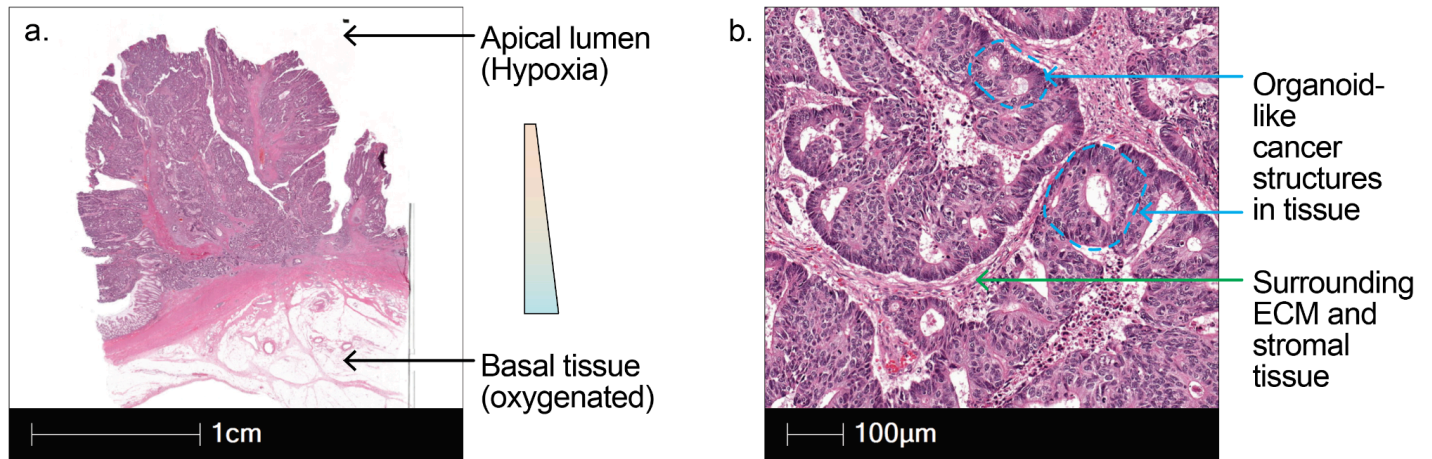 a.
Apical lumen
(Hypoxia)
Basal tissue
(oxygenated)
1cm
b.
Organoid-
like
cancer
structures
in tissue
Surrounding
ECM and
stromal
tissue
100μm